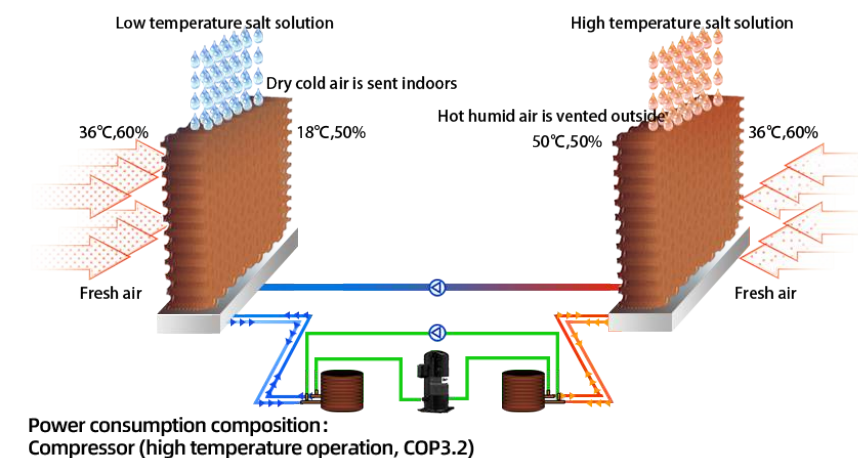 Low temperature salt solution
High temperature salt solution
Dry cold air is sent indoors
Hot humid air is vented outside
36℃,60%
18℃,50%
50℃,50%
36℃,60%
Fresh air
Fresh air
Power consumption composition:
Compressor (high temperature operation, COP3.2)